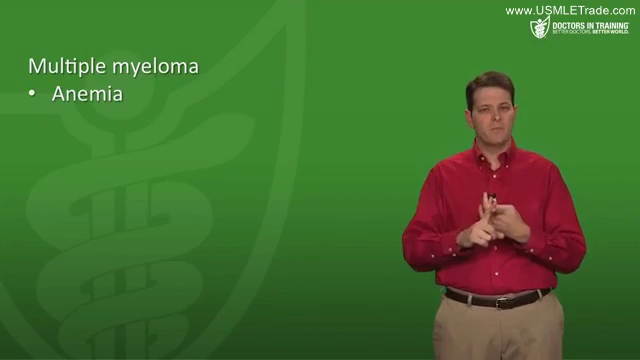 www.USMLETrade.com
DOCTORS IN TRAINING
BETTER DOCTORS. BETTER WORLD.
Multiple myeloma
• Anemia